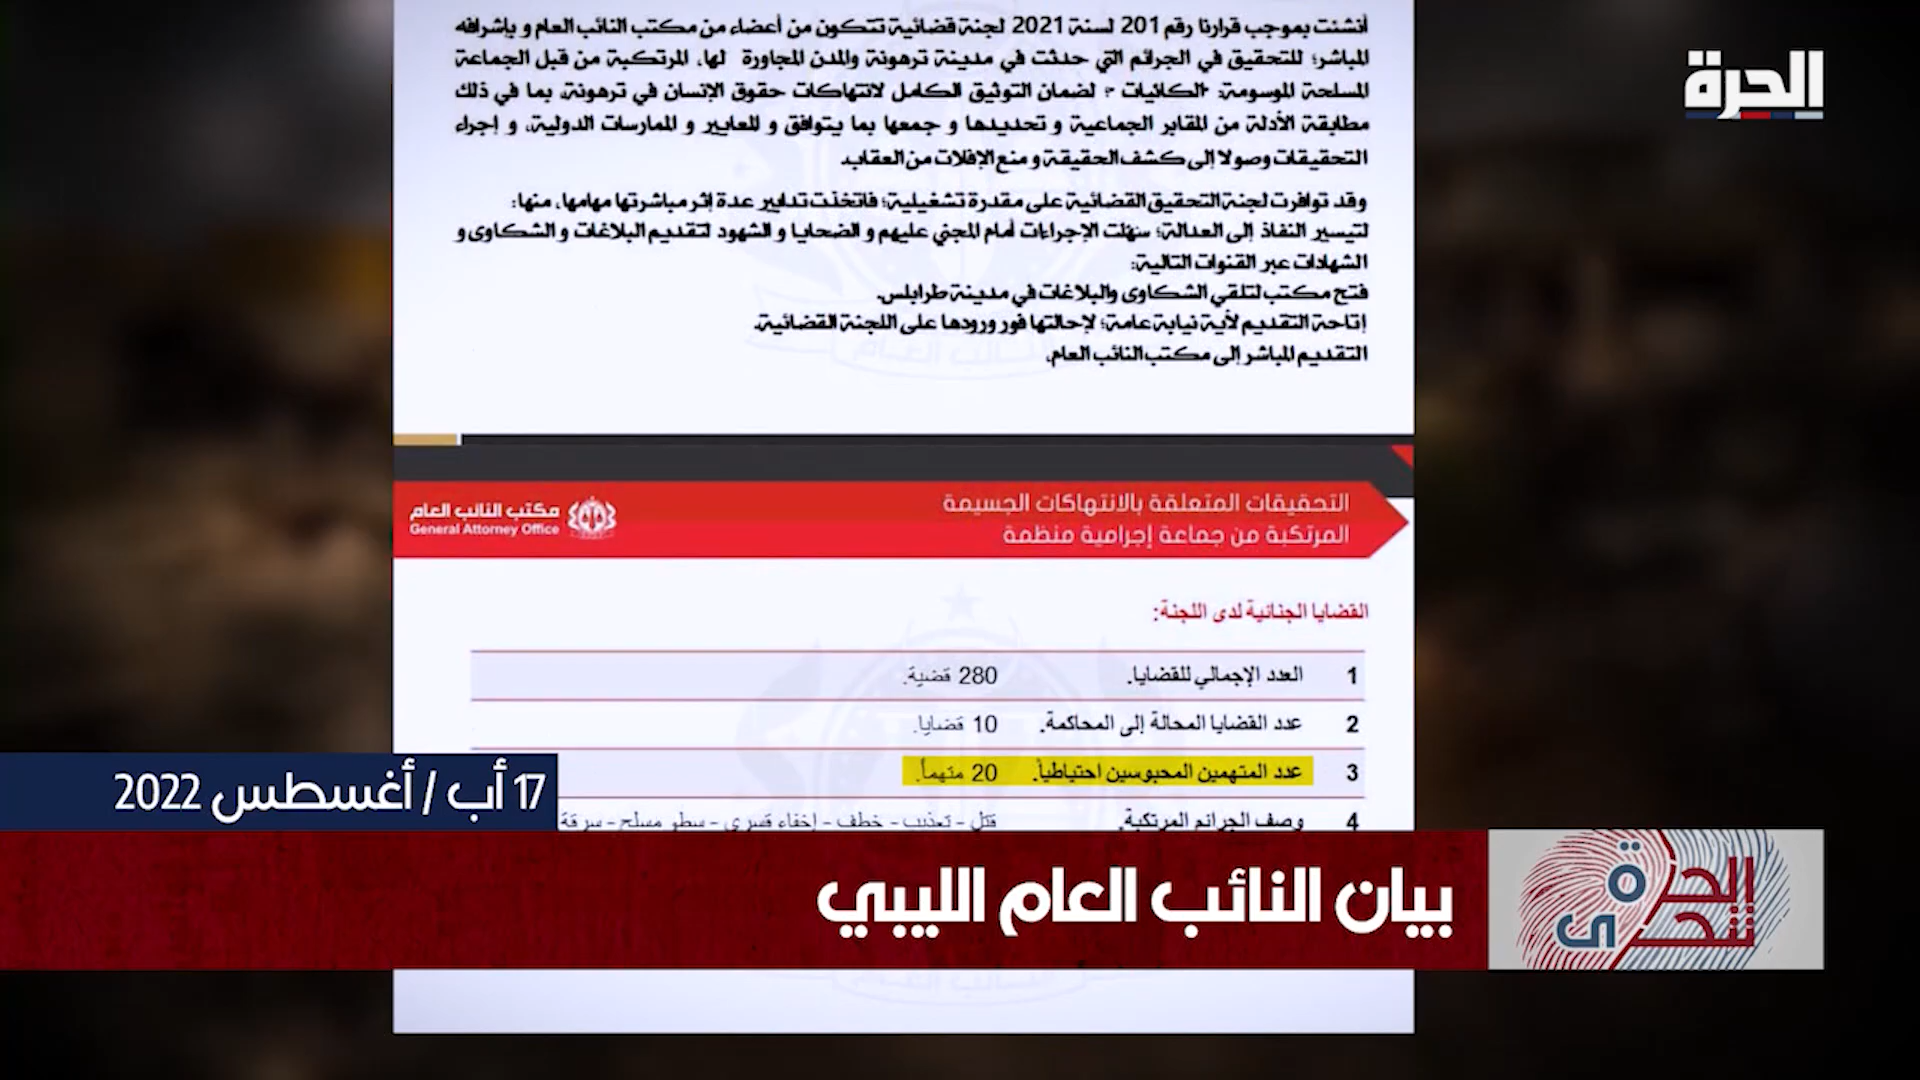 أنشئت بموجب قرارنا رقم 201 لسنة 2021 لجنة قضائية تتكون من أعضاء من مكتب النائب العام و بإشرافه
المباشر؛ للتحقيق في الجرائم التي حدثت في مدينة ترهونة والمدن المجاورة لها، المرتكبة من قبل الجماعة
المسلحة الموسومة: "الكانيات"؛ لضمان التوثيق الكامل لانتهاكات حقوق الإنسان في ترهونة، بما في ذلك
مطابقة الأدلة من المقابر الجماعية و تحديدها و جمعها بما يتوافق و المعايير و الممارسات الدولية، و إجراء
التحقيقات وصولا إلى كشف الحقيقة و منع الإفلات من العقاب.
وقد توافرت لجنة التحقيق القضائية على مقدرة تشغيلية؛ فاتخذت تدابير عدة إثر مباشرتها مهامها، منها:
لتيسير النفاذ إلى العدالة؛ سهلت الإجراءات أمام المجني عليهم و الضحايا و الشهود لتقديم البلاغات و الشكاوى و
الشهادات عبر القنوات التالية:
فتح مكتب لتلقي الشكاوى والبلاغات في مدينة طرابلس.
إتاحة التقديم لأية نيابة عامة؛ لإحالتها فور ورودها على اللجنة القضائية.
التقديم المباشر إلى مكتب النائب العام.
الحرة
التحقيقات المتعلقة بالانتهاكات الجسيمة
المرتكبة من جماعة إجرامية منظمة
مكتب النائب العام
General Attorney Office
القضايا الجنائية لدى اللجنة:
1 العدد الإجمالي للقضايا. 280 قضية.
2 عدد القضايا المحالة إلى المحاكمة. 10 قضايا.
3 عدد المتهمين المحبوسين احتياطياً. 20 متهماً.
4 وصف الجرائم المرتكبة. قتل - تعذيب - خطف - إخفاء قسري - سطو مسلح - سرقة
17 أب / أغسطس 2022
بيان النائب العام الليبي
الحرة
تتحرى